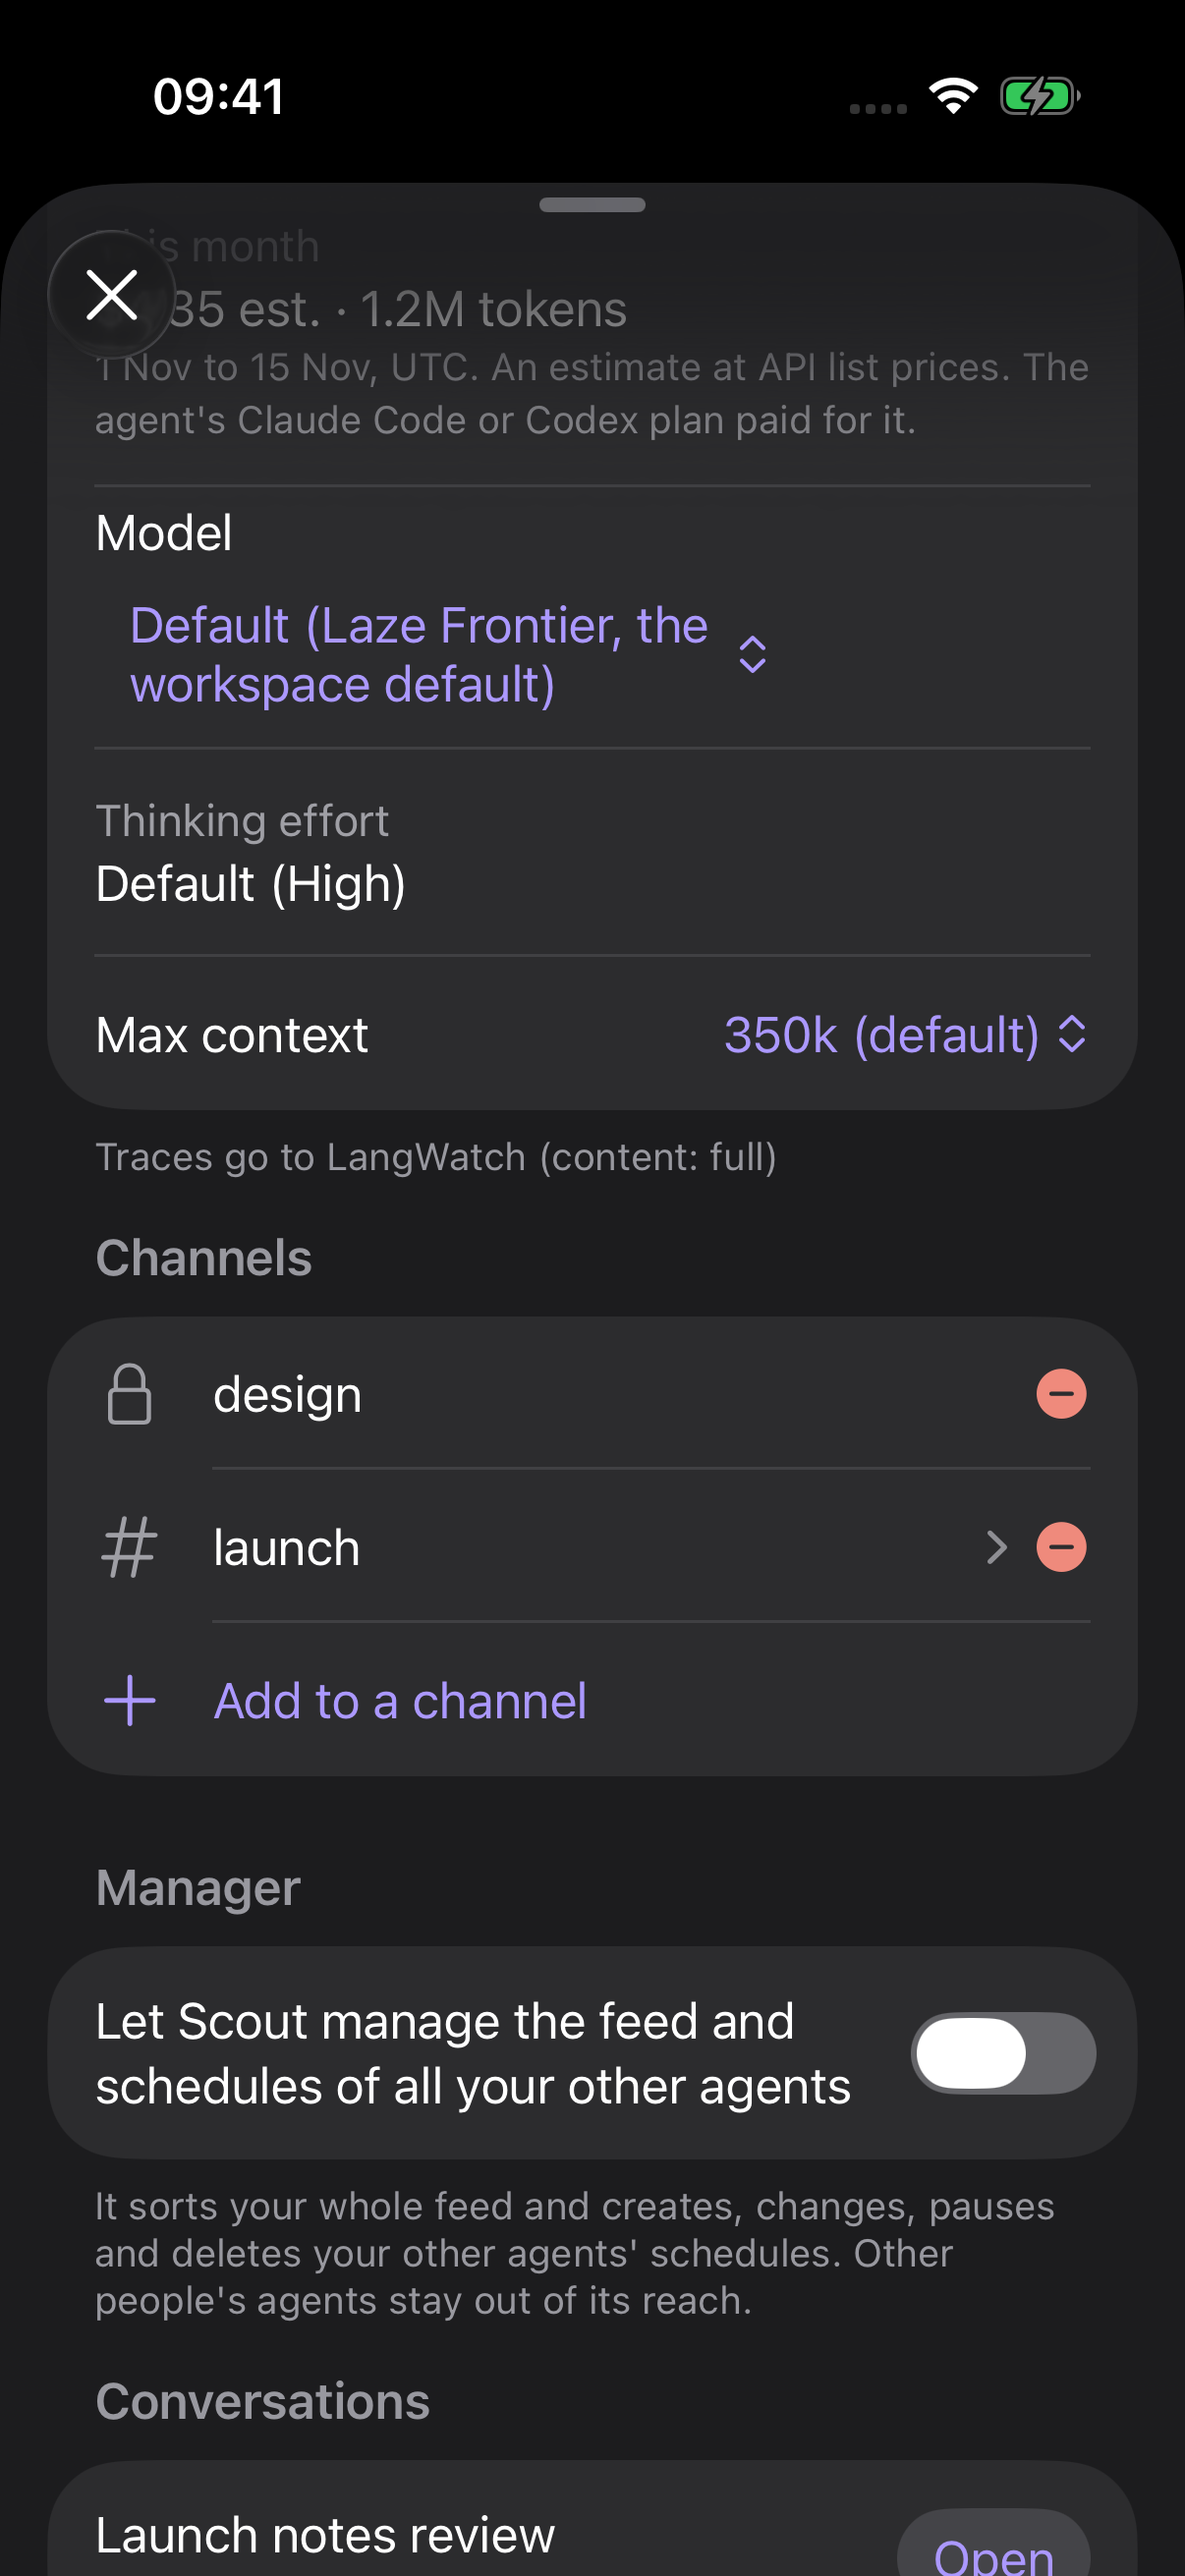 09:41
is month
35 est. · 1.2M tokens
1 Nov to 15 Nov, UTC. An estimate at API list prices. The
agent's Claude Code or Codex plan paid for it.
Model
Default (Laze Frontier, the
workspace default)
Thinking effort
Default (High)
Max context
350k (default)
Traces go to LangWatch (content: full)
Channels
design
launch
Add to a channel
Manager
Let Scout manage the feed and
schedules of all your other agents
It sorts your whole feed and creates, changes, pauses
and deletes your other agents' schedules. Other
people's agents stay out of its reach.
Conversations
Launch notes review
Open